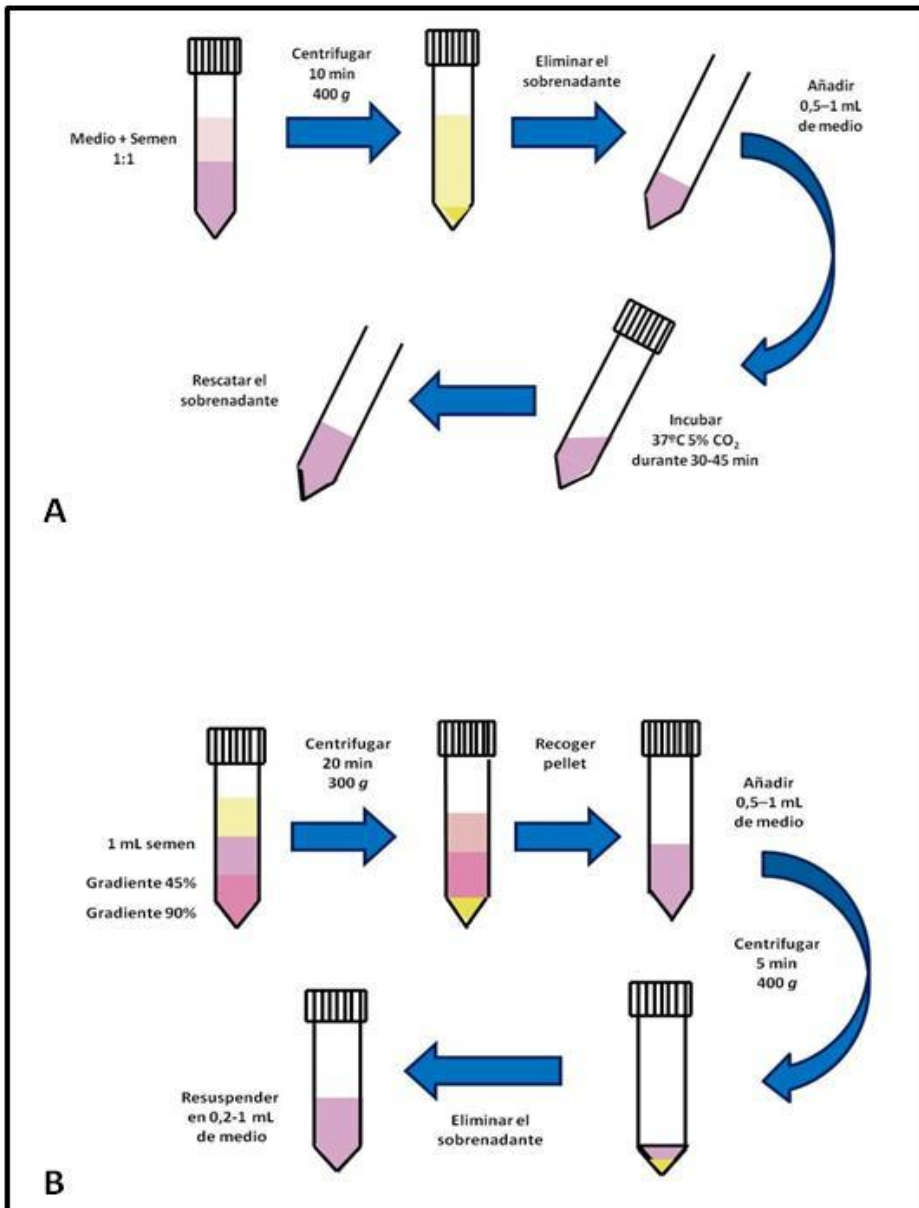 Medio + Semen
1:1
Centrifugar
10 min
400 g
Eliminar el
sobrenadante
Añadir
0,5–1 mL
de medio
Incubar
37ºC 5% CO₂
durante 30-45 min
Rescatar el
sobrenadante
A
1 mL semen
Gradiente 45%
Gradiente 90%
Centrifugar
20 min
300 g
Recoger
pellet
Añadir
0,5–1 mL
de medio
Centrifugar
5 min
400 g
Eliminar el
sobrenadante
Resuspender
en 0,2-1 mL
de medio
B